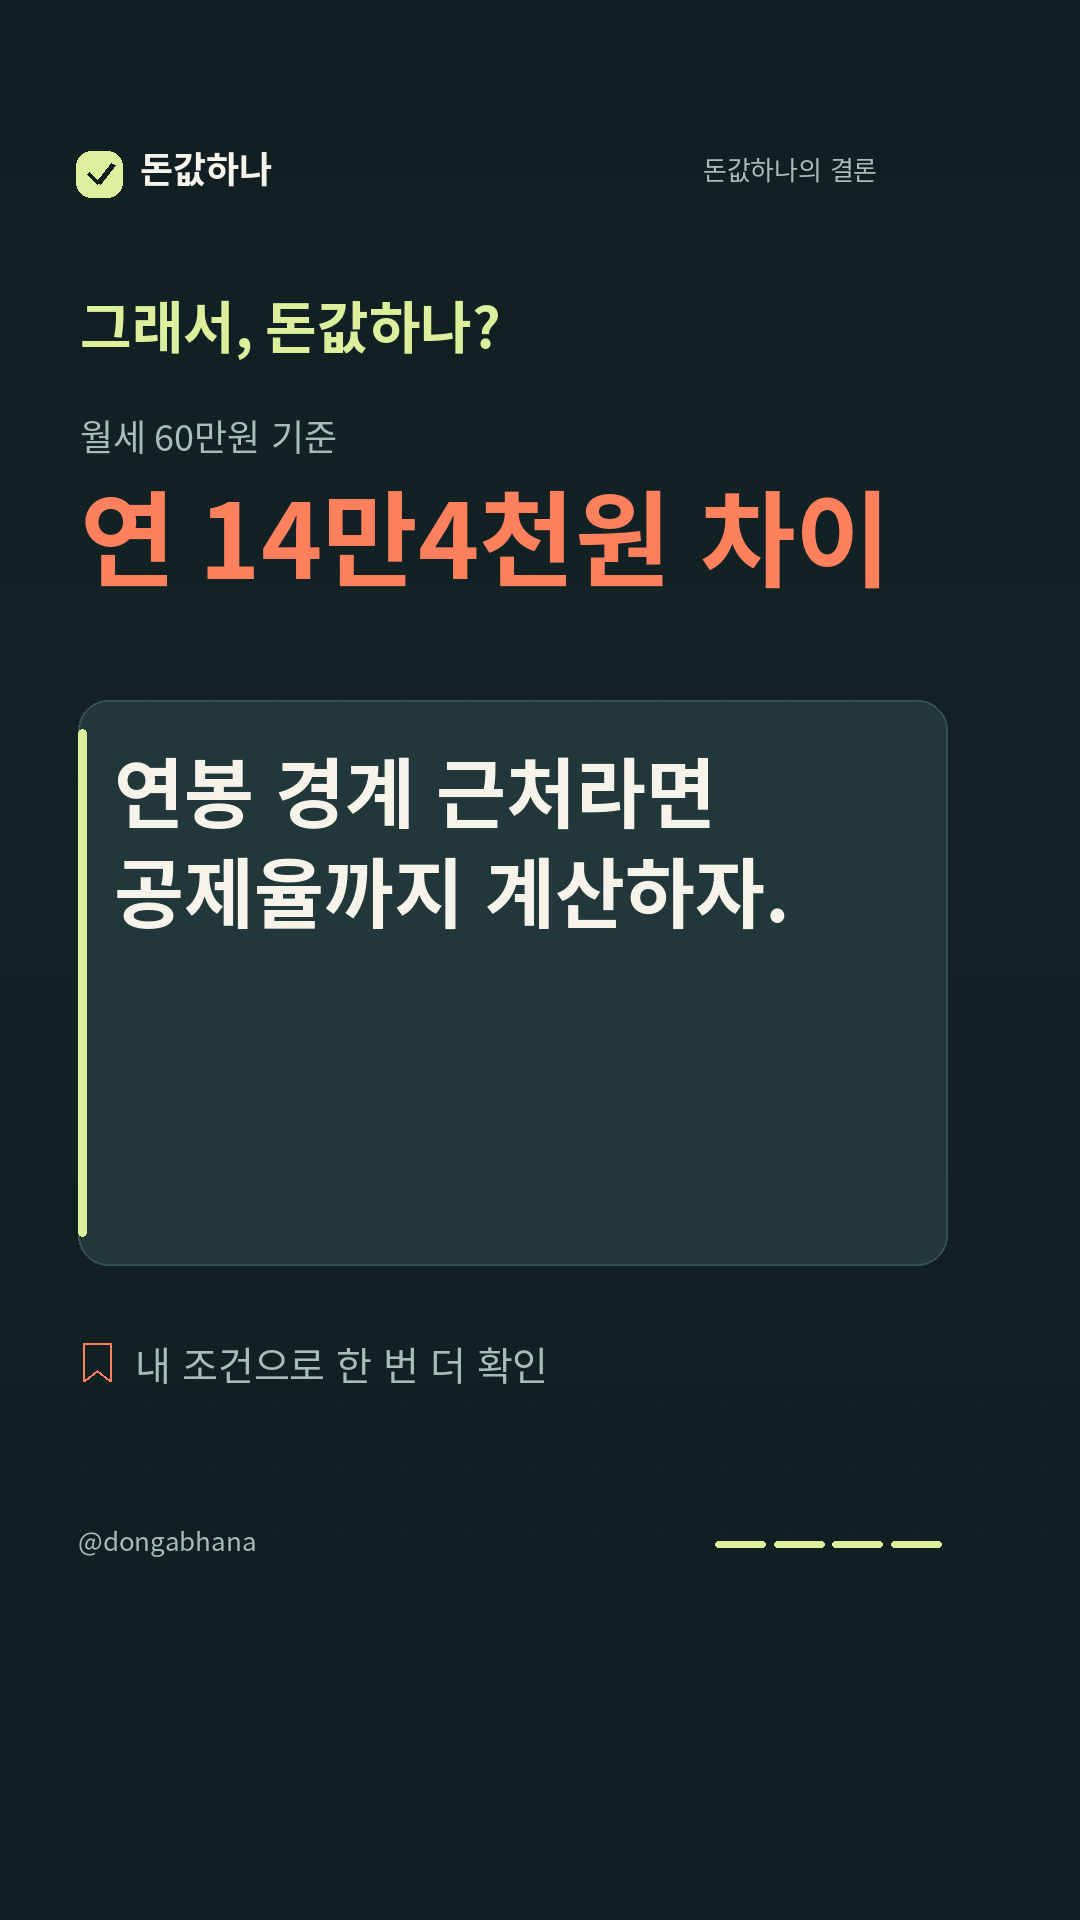 돈값하나
돈값하나의 결론
그래서, 돈값하나?
월세 60만원 기준
연 14만4천원 차이
연봉 경계 근처라면
공제율까지 계산하자.
내 조건으로 한 번 더 확인
@dongabhana